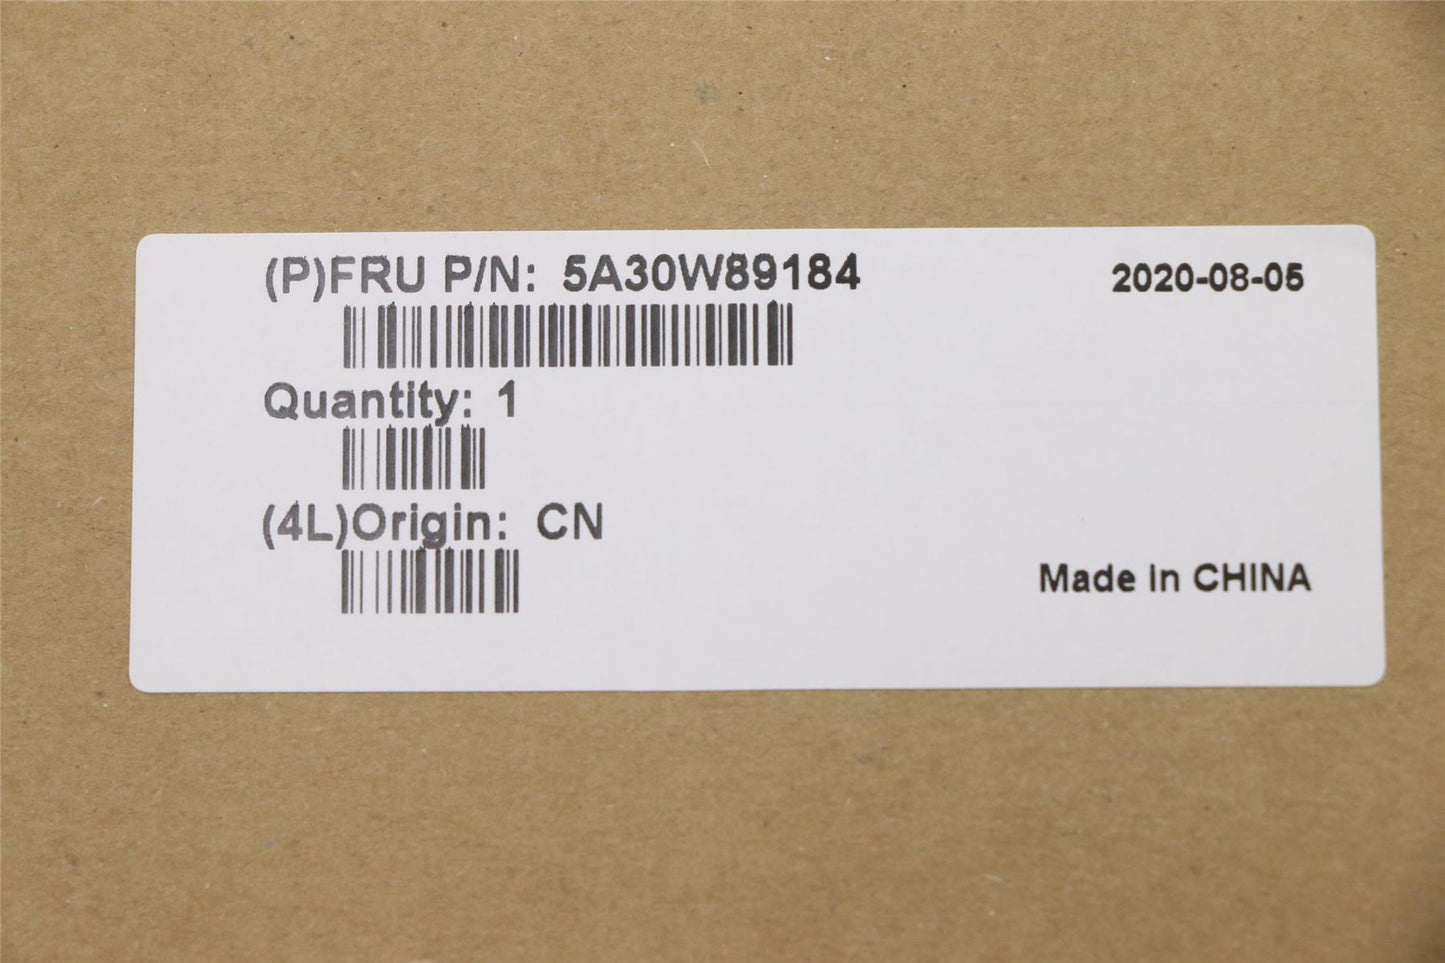 (P)FRU P/N: 5A30W89184
2020-08-05
Quantity: 1
(4L)Origin: CN
Made in CHINA